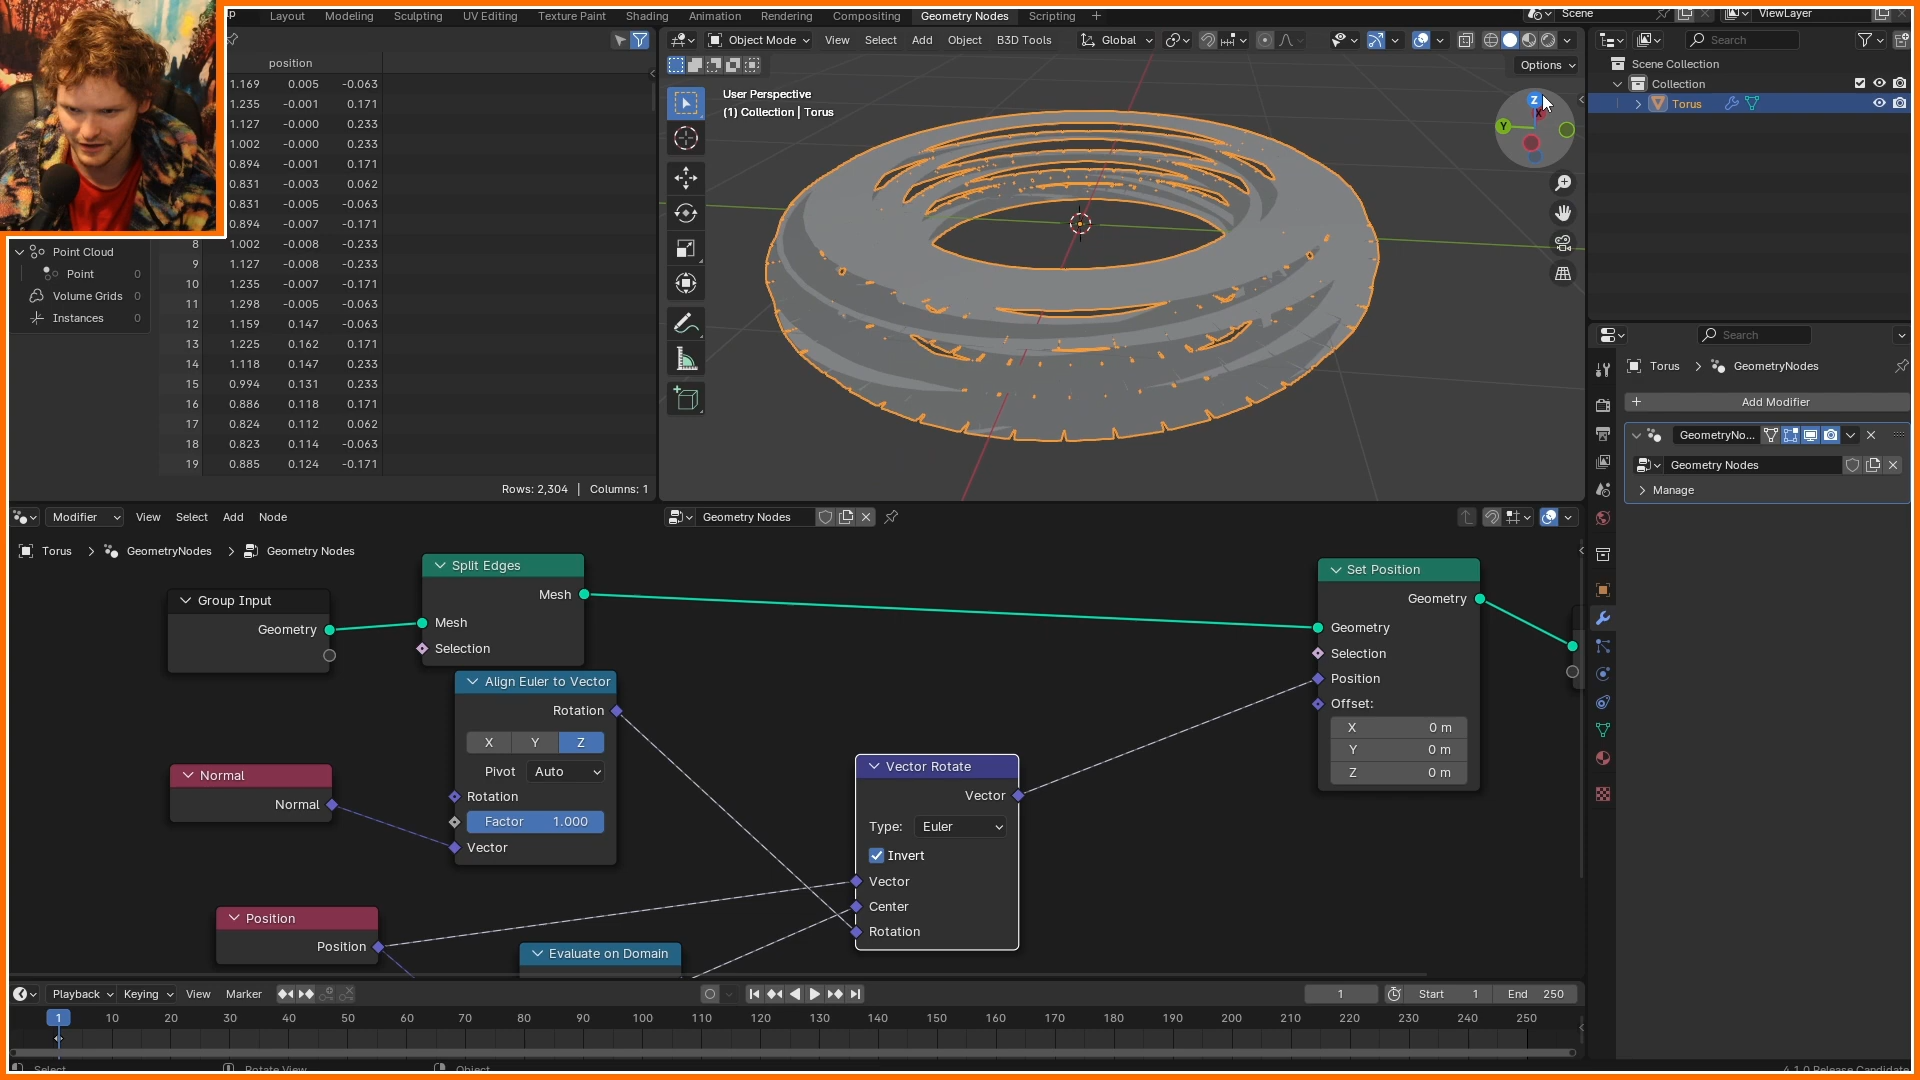 Layout Modeling Sculpting UV Editing Texture Paint Shading Animation Rendering Compositing Geometry Nodes Scripting
Scene
ViewLayer
Object Mode View Select Add Object B3D Tools
Global
Options
Search
position
1.169 0.005 -0.063
1.235 -0.001 0.171
1.127 -0.000 0.233
1.002 -0.000 0.233
0.894 -0.001 0.171
0.831 -0.003 0.062
0.831 -0.005 -0.063
0.894 -0.007 -0.171
8 1.002 -0.008 -0.233
9 1.127 -0.008 -0.233
10 1.235 -0.007 -0.171
11 1.298 -0.005 -0.063
12 1.159 0.147 -0.063
13 1.225 0.162 0.171
14 1.118 0.147 0.233
15 0.994 0.131 0.233
16 0.886 0.118 0.171
17 0.824 0.112 0.062
18 0.823 0.114 -0.063
19 0.885 0.124 -0.171
Point Cloud
Point 0
Volume Grids 0
Instances 0
Rows: 2,304 | Columns: 1
User Perspective
(1) Collection | Torus
Z
X
Y
Scene Collection
Collection
Torus
Search
Torus > GeometryNodes
Add Modifier
GeometryNo...
Geometry Nodes
Manage
Modifier View Select Add Node
Geometry Nodes
Torus > GeometryNodes > Geometry Nodes
Group Input
Geometry
Split Edges
Mesh
Mesh
Selection
Align Euler to Vector
Rotation
X Y Z
Pivot Auto
Rotation
Factor 1.000
Vector
Normal
Normal
Position
Position
Evaluate on Domain
Vector Rotate
Vector
Type: Euler
Invert
Vector
Center
Rotation
Set Position
Geometry
Geometry
Selection
Position
Offset:
X 0 m
Y 0 m
Z 0 m
Playback Keying View Marker
1
Start 1
End 250
1 10 20 30 40 50 60 70 80 90 100 110 120 130 140 150 160 170 180 190 200 210 220 230 240 250
Select
Rotate View
Object
4.1.0 Release Candidate